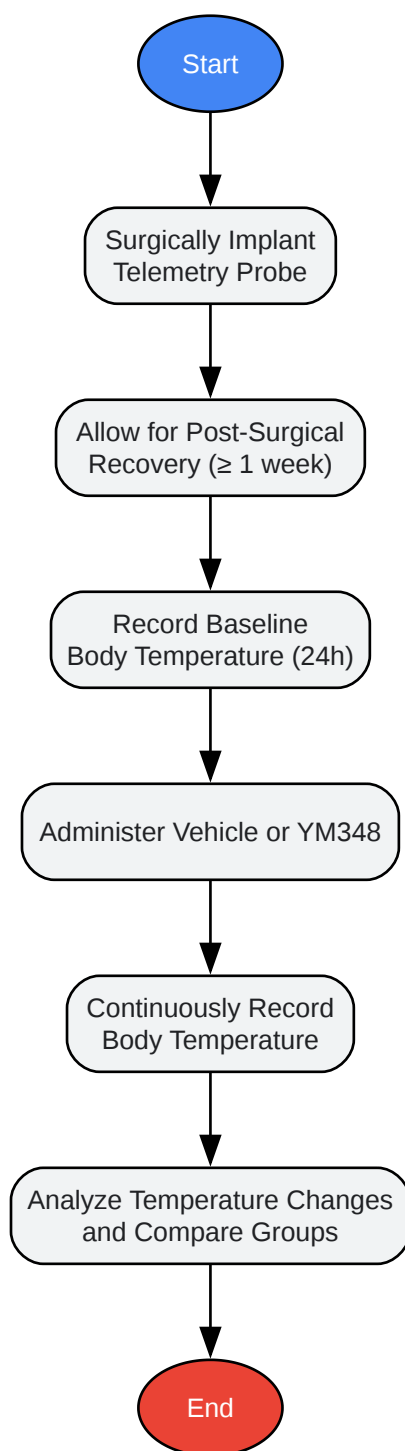 Start
Surgically Implant
Telemetry Probe
Allow for Post-Surgical
Recovery (≥ 1 week)
Record Baseline
Body Temperature (24h)
Administer Vehicle or YM348
Continuously Record
Body Temperature
Analyze Temperature Changes
and Compare Groups
End